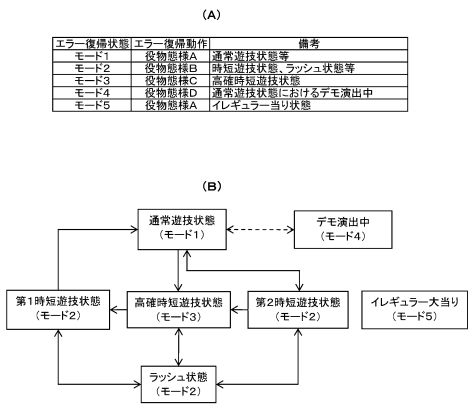 (A)
エラー復帰状態 エラー復帰動作 備考
モード1 役物態様A 通常遊技状態等
モード2 役物態様B 時短遊技状態、ラッシュ状態等
モード3 役物態様C 高確時短遊技状態
モード4 役物態様D 通常遊技状態におけるデモ演出中
モード5 役物態様A イレギュラー当り状態
(B)
通常遊技状態
(モード1)
デモ演出中
(モード4)
第1時短遊技状態
(モード2)
高確時短遊技状態
(モード3)
第2時短遊技状態
(モード2)
イレギュラー大当り
(モード5)
ラッシュ状態
(モード2)